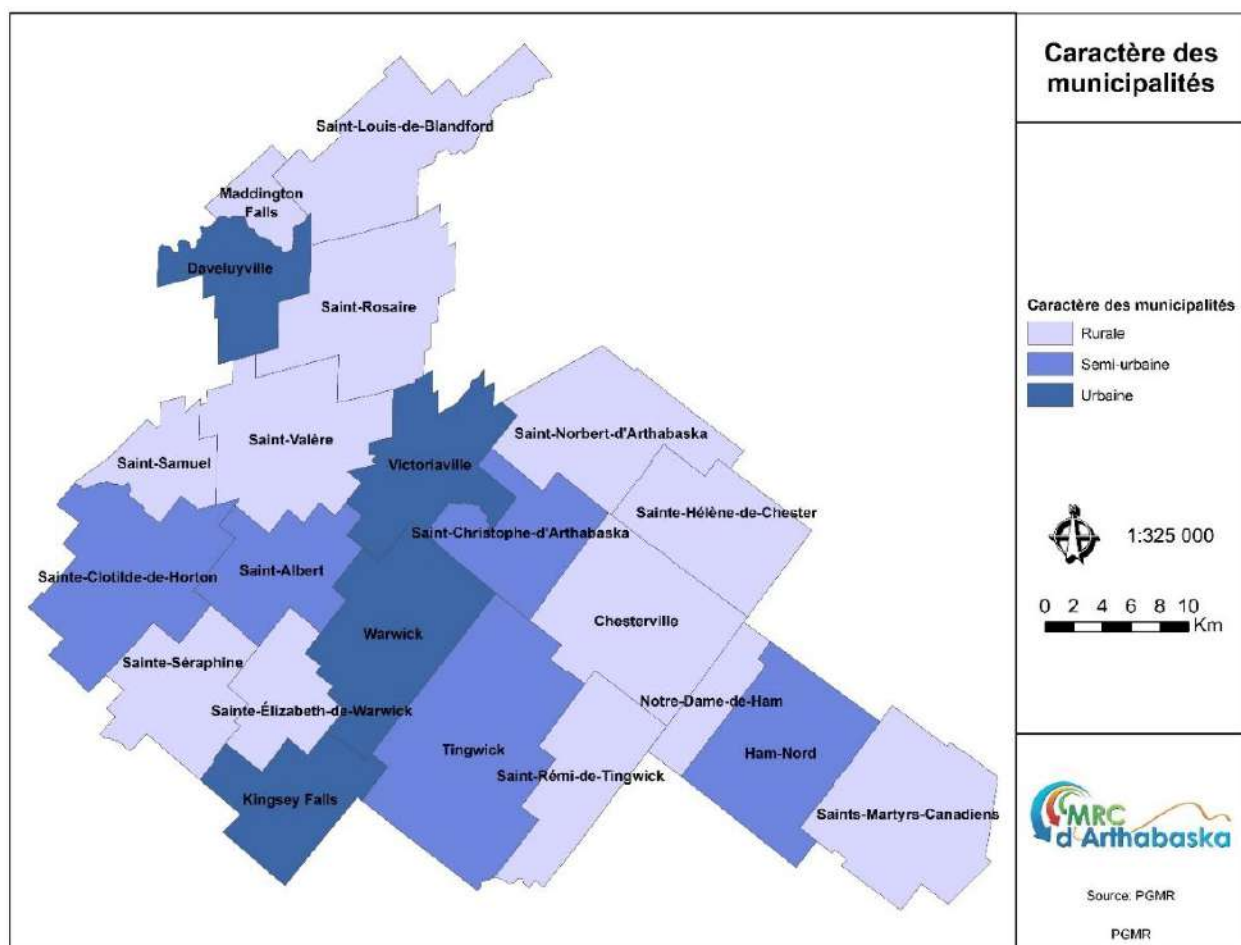 Saint-Louis-de-Blandford
Maddington
Falls
Daveluyville
Saint-Rosaire
Saint-Norbert-d'Arthabaska
Saint-Valère
Saint-Samuel
Victoriaville
Sainte-Hélène-de-Chester
Saint-Christophe-d'Arthabaska
Saint-Albert
Sainte-Clotilde-de-Horton
Chesterville
Warwick
Sainte-Séraphine
Notre-Dame-de-Ham
Sainte-Élizabeth-de-Warwick
Tingwick
Ham-Nord
Saint-Rémi-de-Tingwick
Kingsey Falls
Saints-Martyrs-Canadiens
Caractère des
municipalités
Caractère des municipalités
Rurale
Semi-urbaine
Urbaine
1:325 000
0 2 4 6 8 10
Km
MRC
d'Arthabaska
Source: PGMR
PGMR